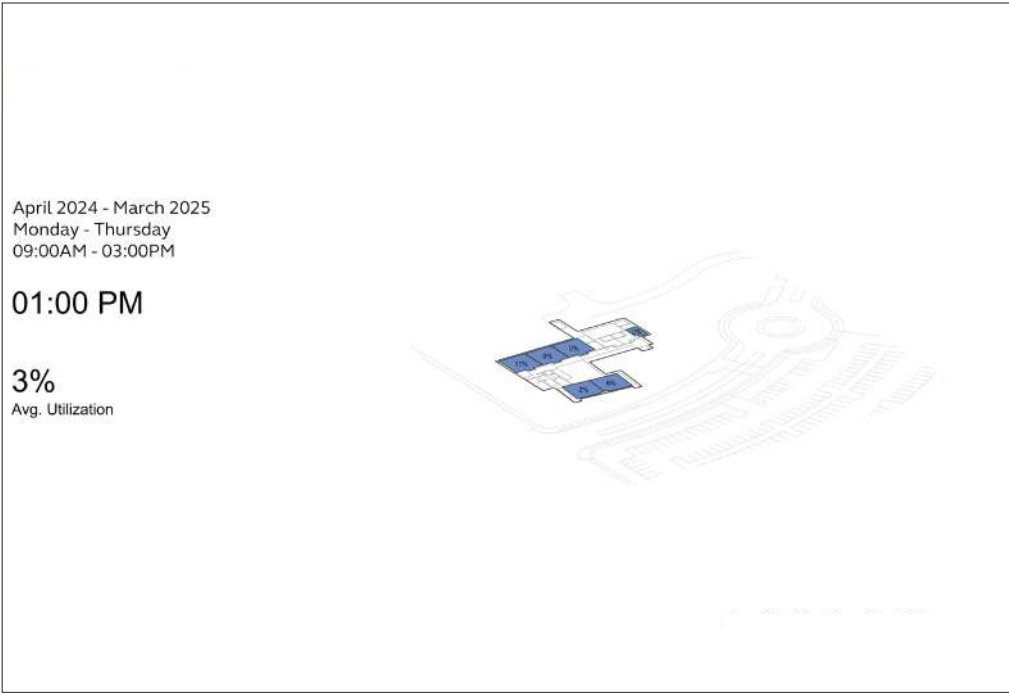 April 2024 - March 2025
Monday - Thursday
09:00AM - 03:00PM
01:00 PM
3%
Avg. Utilization